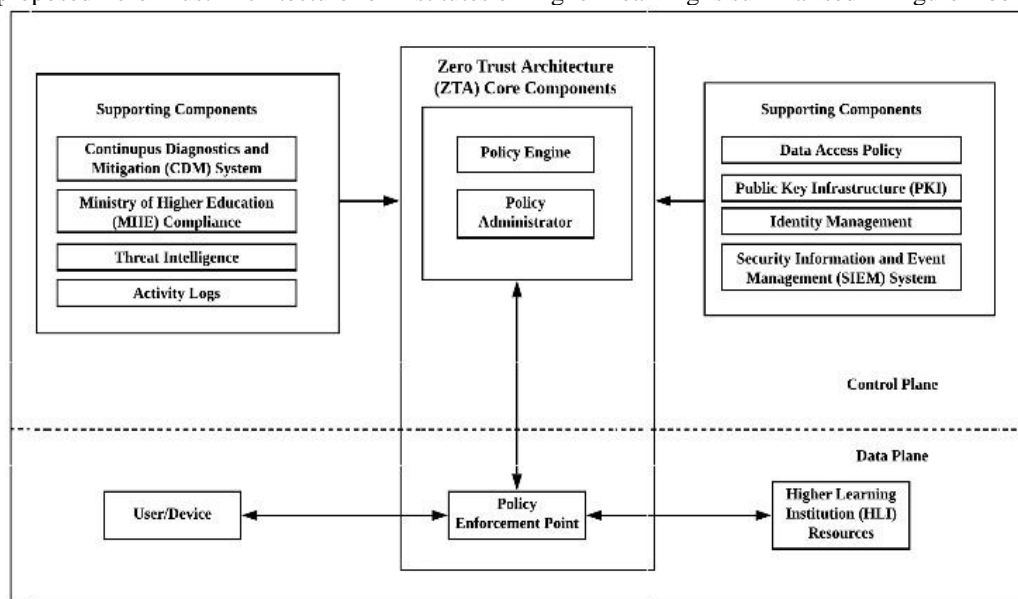 Zero Trust Architecture
(ZTA) Core Components
Supporting Components
Continupus Diagnostics and
Mitigation (CDM) System
Ministry of Higher Education
(MIIE) Compliance
Threat Intelligence
Activity Logs
Policy Engine
Policy
Administrator
Supporting Components
Data Access Policy
Public Key Infrastructure (PKI)
Identity Management
Security Information and Event
Management (SIEM) System
Control Plane
Data Plane
User/Device
Policy
Enforcement Point
Higher Learning
Institution (HLI)
Resources